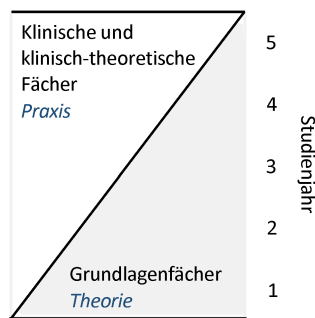 Klinische und
klinisch-theoretische
Fächer
Praxis
5
4
3
2
1
Studienjahr
Grundlagenfächer
Theorie